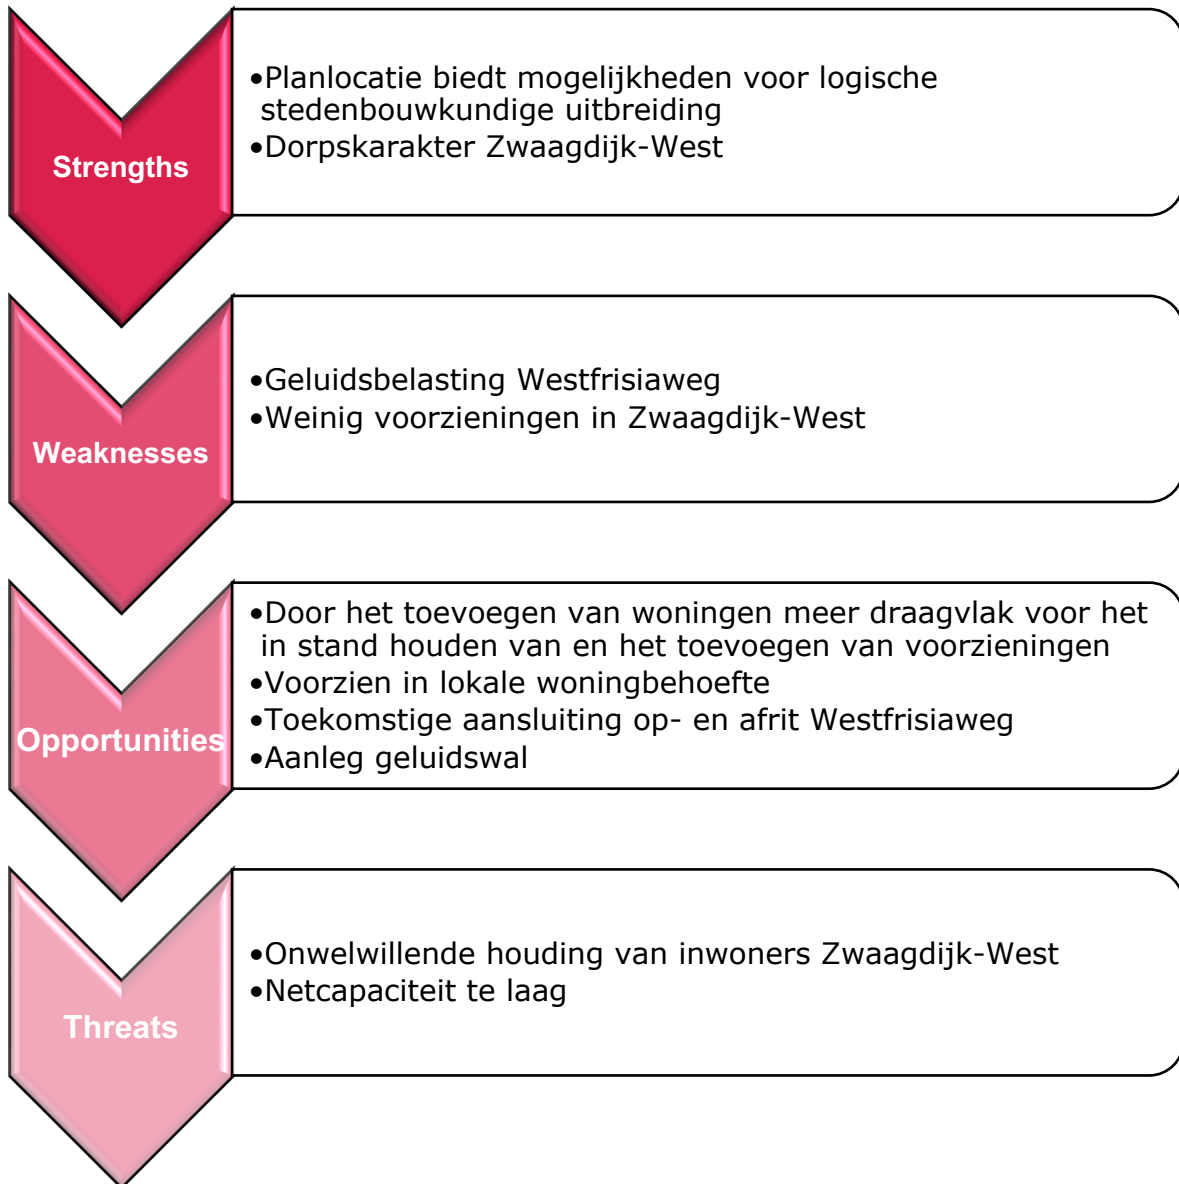 Strengths
•Planlocatie biedt mogelijkheden voor logische
stedenbouwkundige uitbreiding
•Dorpskarakter Zwaagdijk-West
Weaknesses
•Geluidsbelasting Westfrisiaweg
•Weinig voorzieningen in Zwaagdijk-West
Opportunities
•Door het toevoegen van woningen meer draagvlak voor het
in stand houden van en het toevoegen van voorzieningen
•Voorzien in lokale woningbehoefte
•Toekomstige aansluiting op- en afrit Westfrisiaweg
•Aanleg geluidswal
Threats
•Onwelwillende houding van inwoners Zwaagdijk-West
•Netcapaciteit te laag